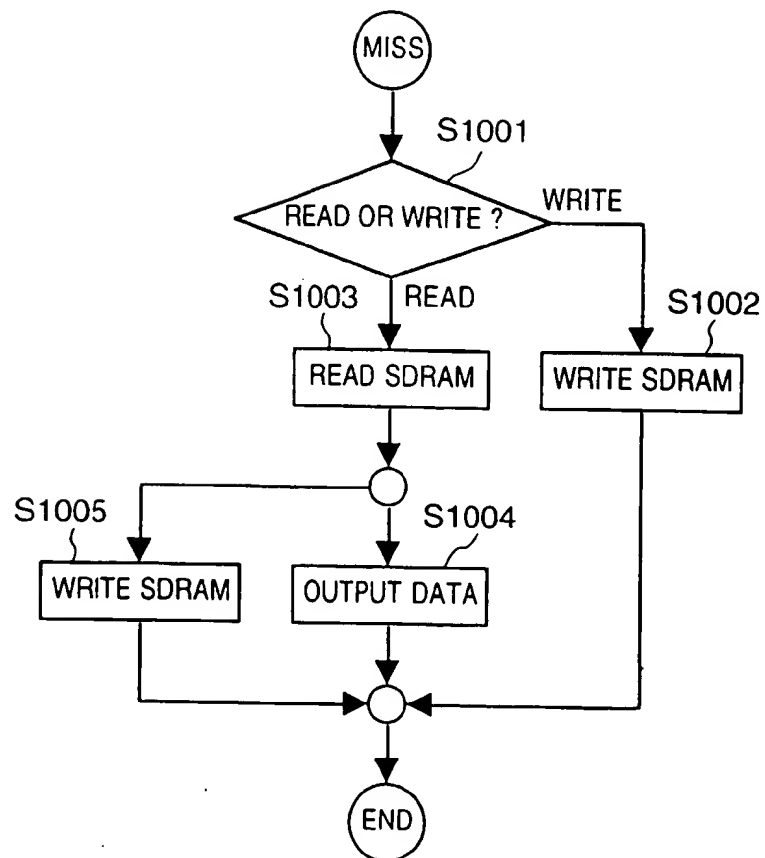 MISS
S1001
READ OR WRITE ?
WRITE
S1003
READ
S1002
READ SDRAM
WRITE SDRAM
S1005
S1004
WRITE SDRAM
OUTPUT DATA
END